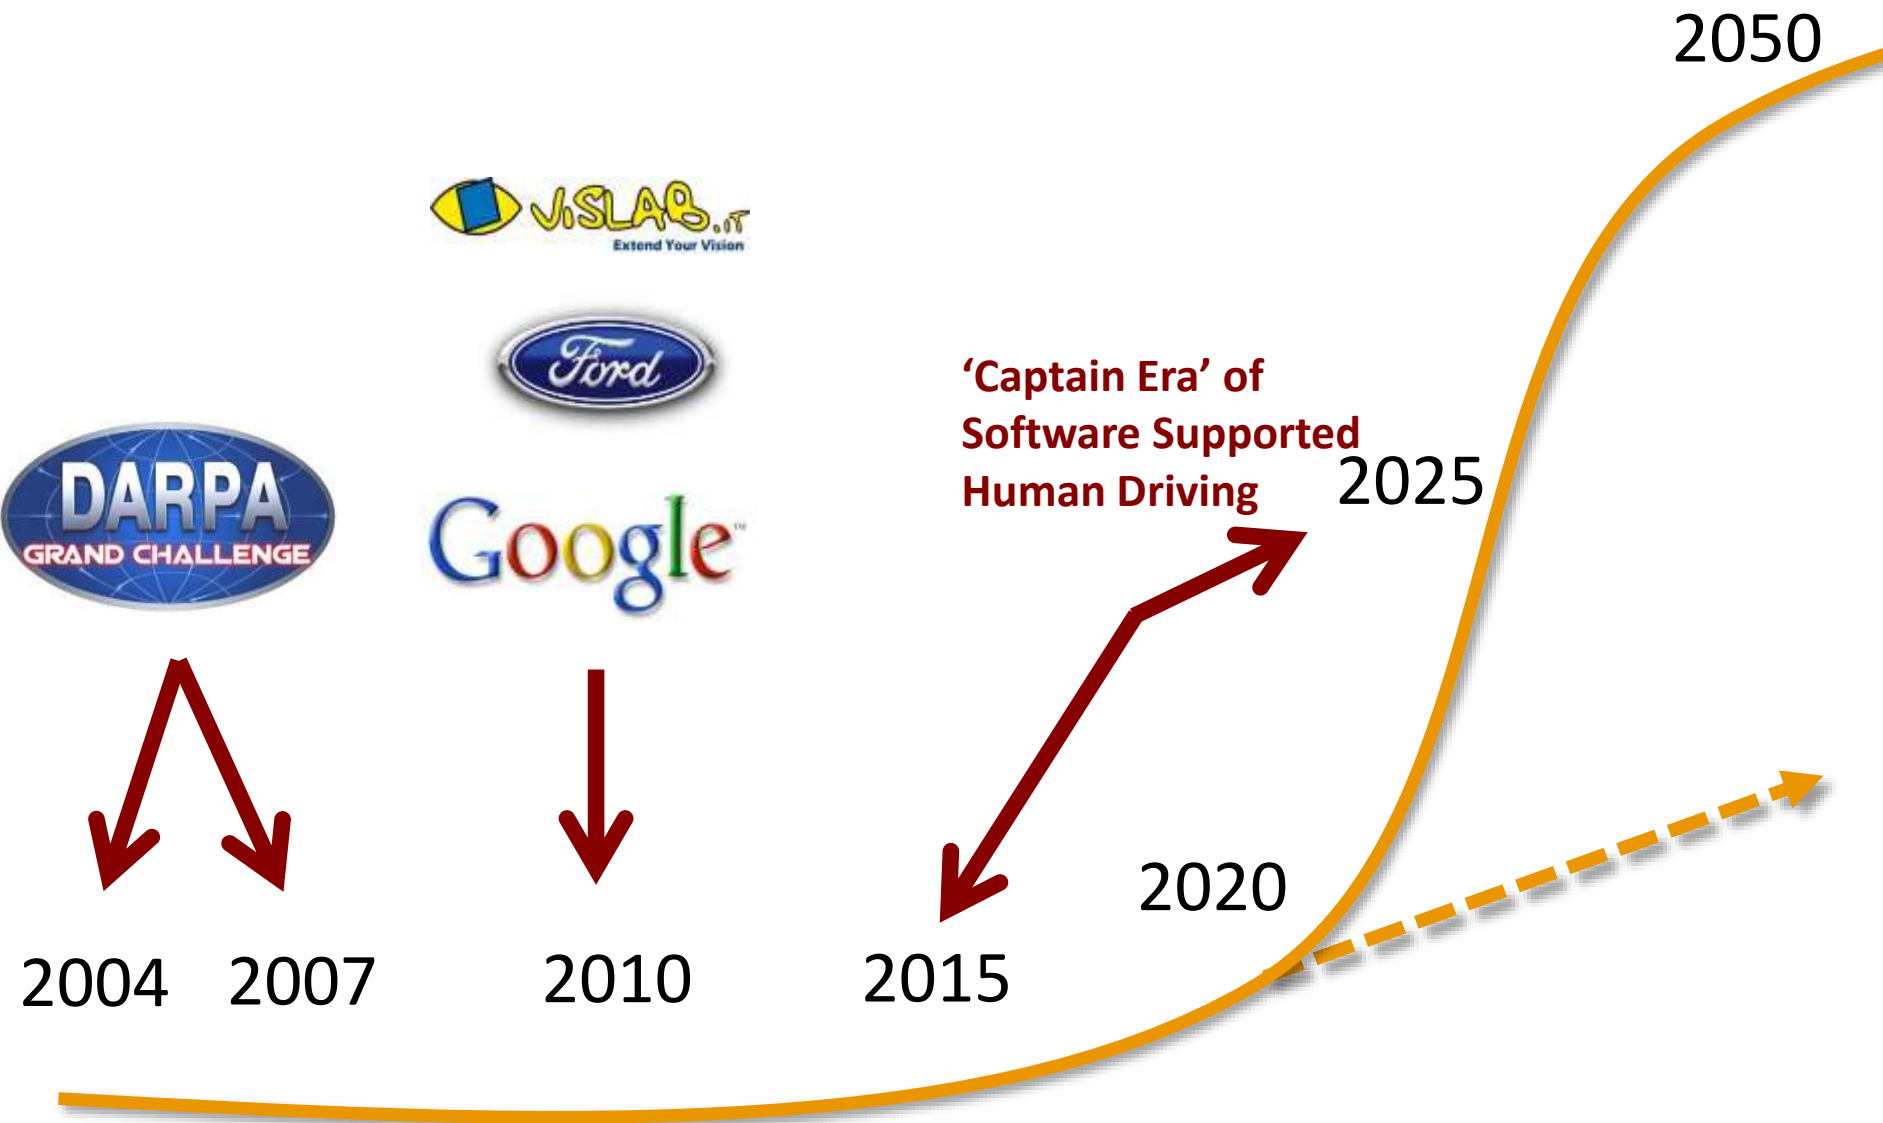 2050
ViSLAB.iT
Extend Your Vision
Ford
‘Captain Era’ of
Software Supported
Human Driving
2025
DARPA
GRAND CHALLENGE
Google™
2020
2004
2007
2010
2015